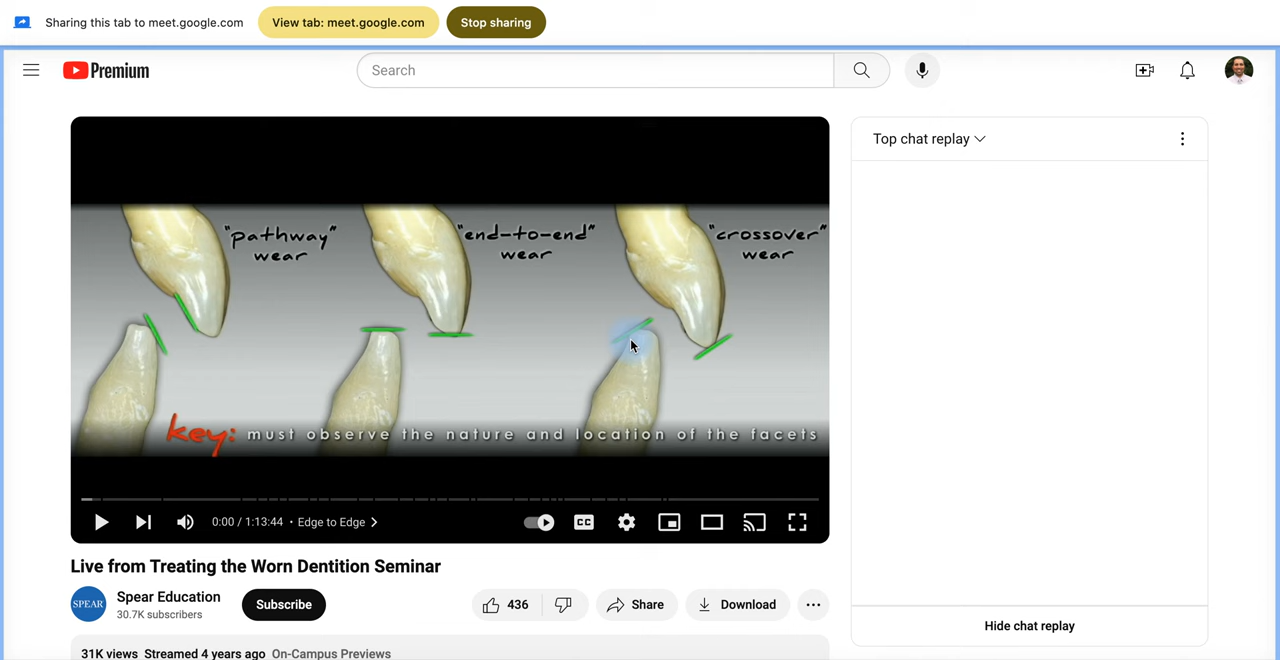 Sharing this tab to meet.google.com
View tab: meet.google.com
Stop sharing
Premium
Search
"pathway"
wear
"end-to-end"
wear
"crossover"
wear
key: must observe the nature and location of the facets
0:00 / 1:13:44 • Edge to Edge
CC
Top chat replay
Hide chat replay
Live from Treating the Worn Dentition Seminar
SPEAR
Spear Education
30.7K subscribers
Subscribe
436
Share
Download
31K views Streamed 4 years ago On-Campus Previews